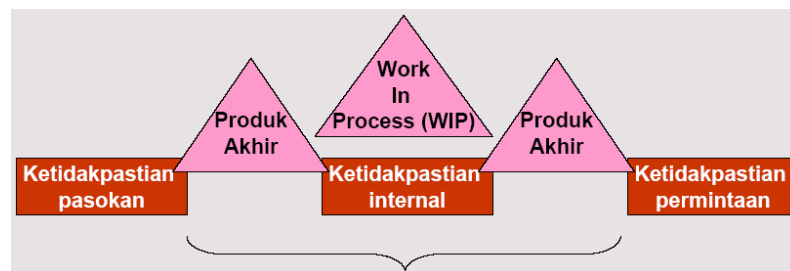 Work
In
Process (WIP)
Produk
Akhir
Produk
Akhir
Ketidakpastian
pasokan
Ketidakpastian
internal
Ketidakpastian
permintaan